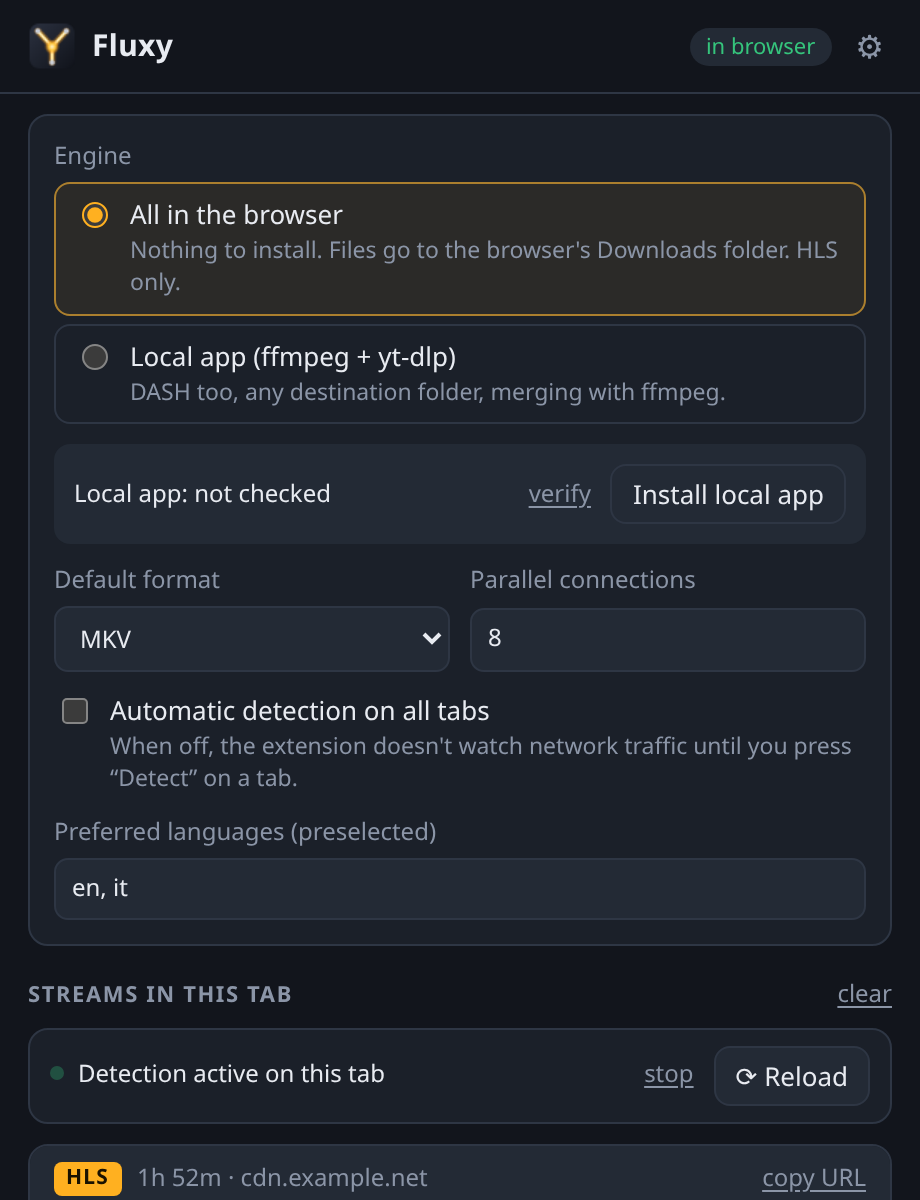 Fluxy
in browser
Engine
All in the browser
Nothing to install. Files go to the browser's Downloads folder. HLS
only.
Local app (ffmpeg + yt-dlp)
DASH too, any destination folder, merging with ffmpeg.
Local app: not checked
verify
Install local app
Default format
Parallel connections
MKV
8
Automatic detection on all tabs
When off, the extension doesn't watch network traffic until you press
“Detect” on a tab.
Preferred languages (preselected)
en, it
STREAMS IN THIS TAB
clear
Detection active on this tab
stop
⟳ Reload
HLS
1h 52m · cdn.example.net
copy URL